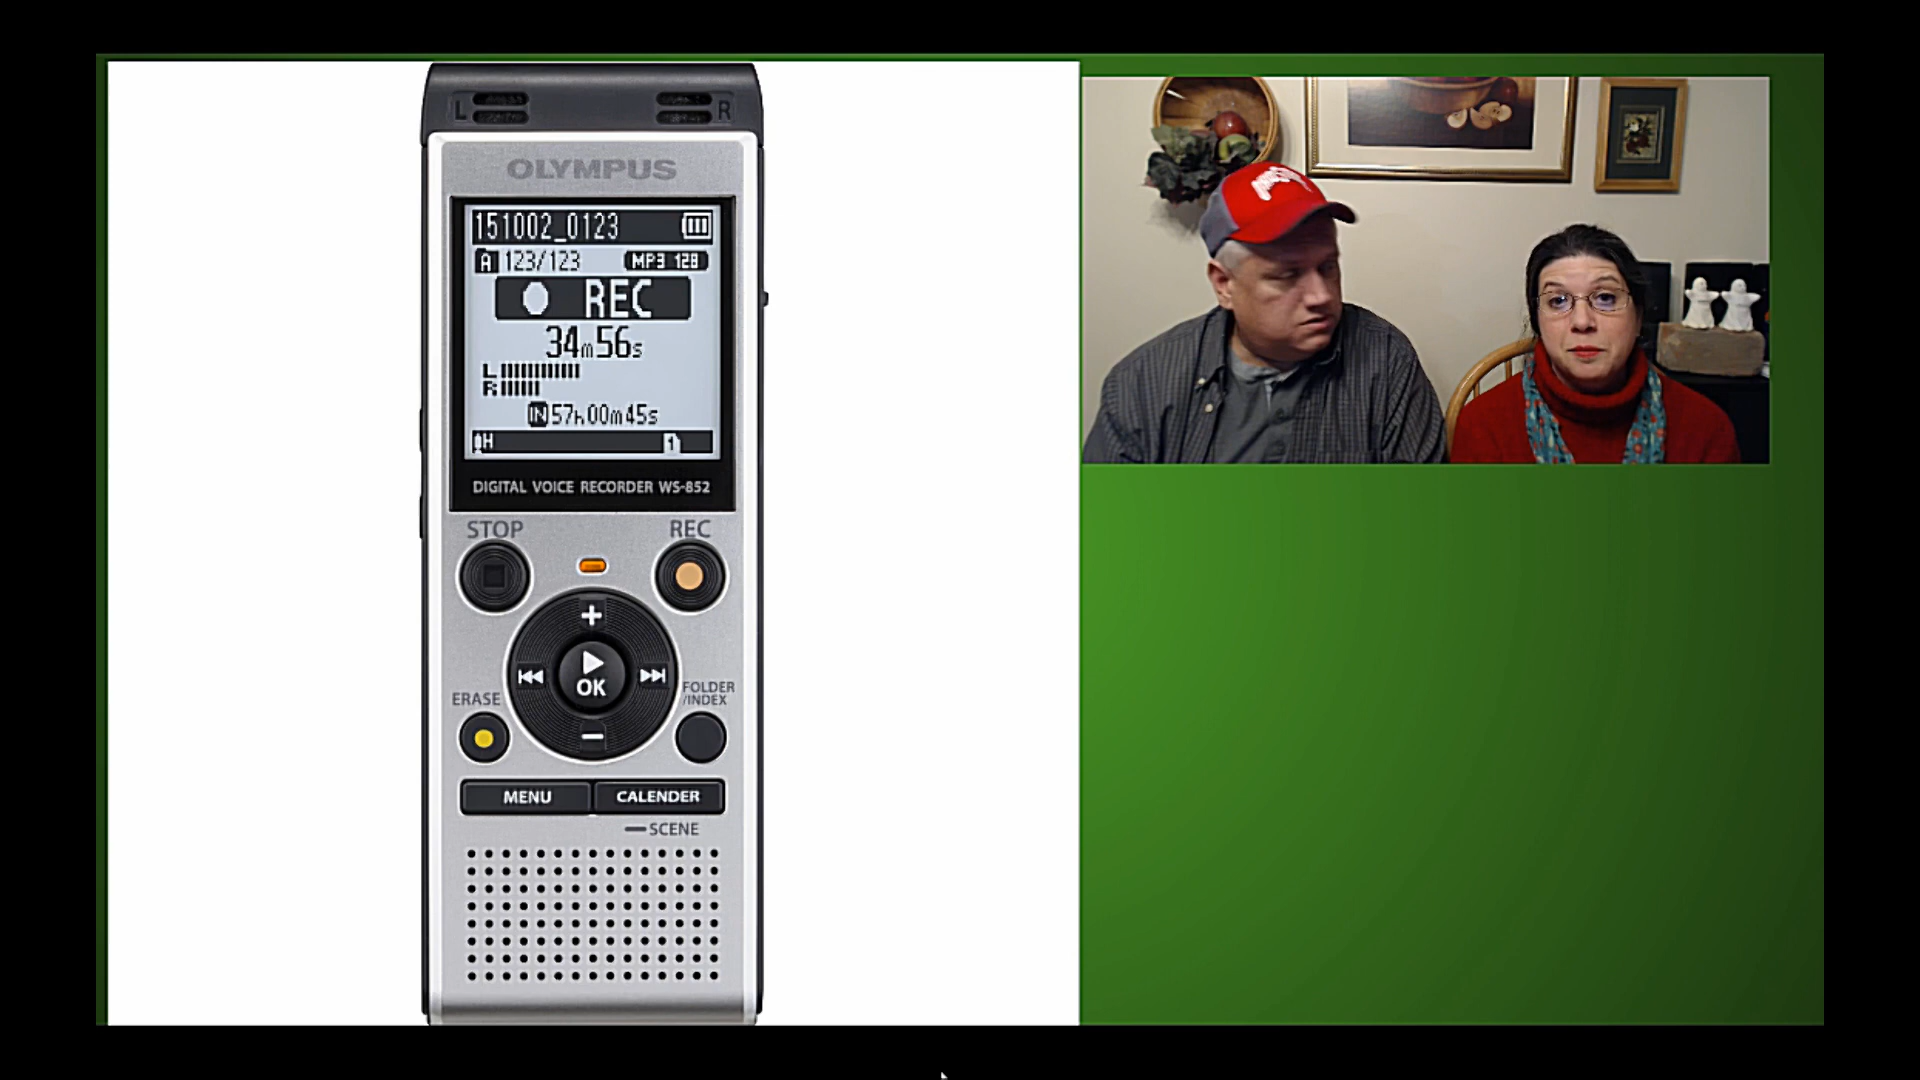 L R
OLYMPUS
151002_0123
A 123/123 MP3 128
REC
34m56s
L
R
IN 57h00m45s
H 1
DIGITAL VOICE RECORDER WS-852
STOP REC
+
OK
ERASE
FOLDER
/INDEX
MENU CALENDER
SCENE